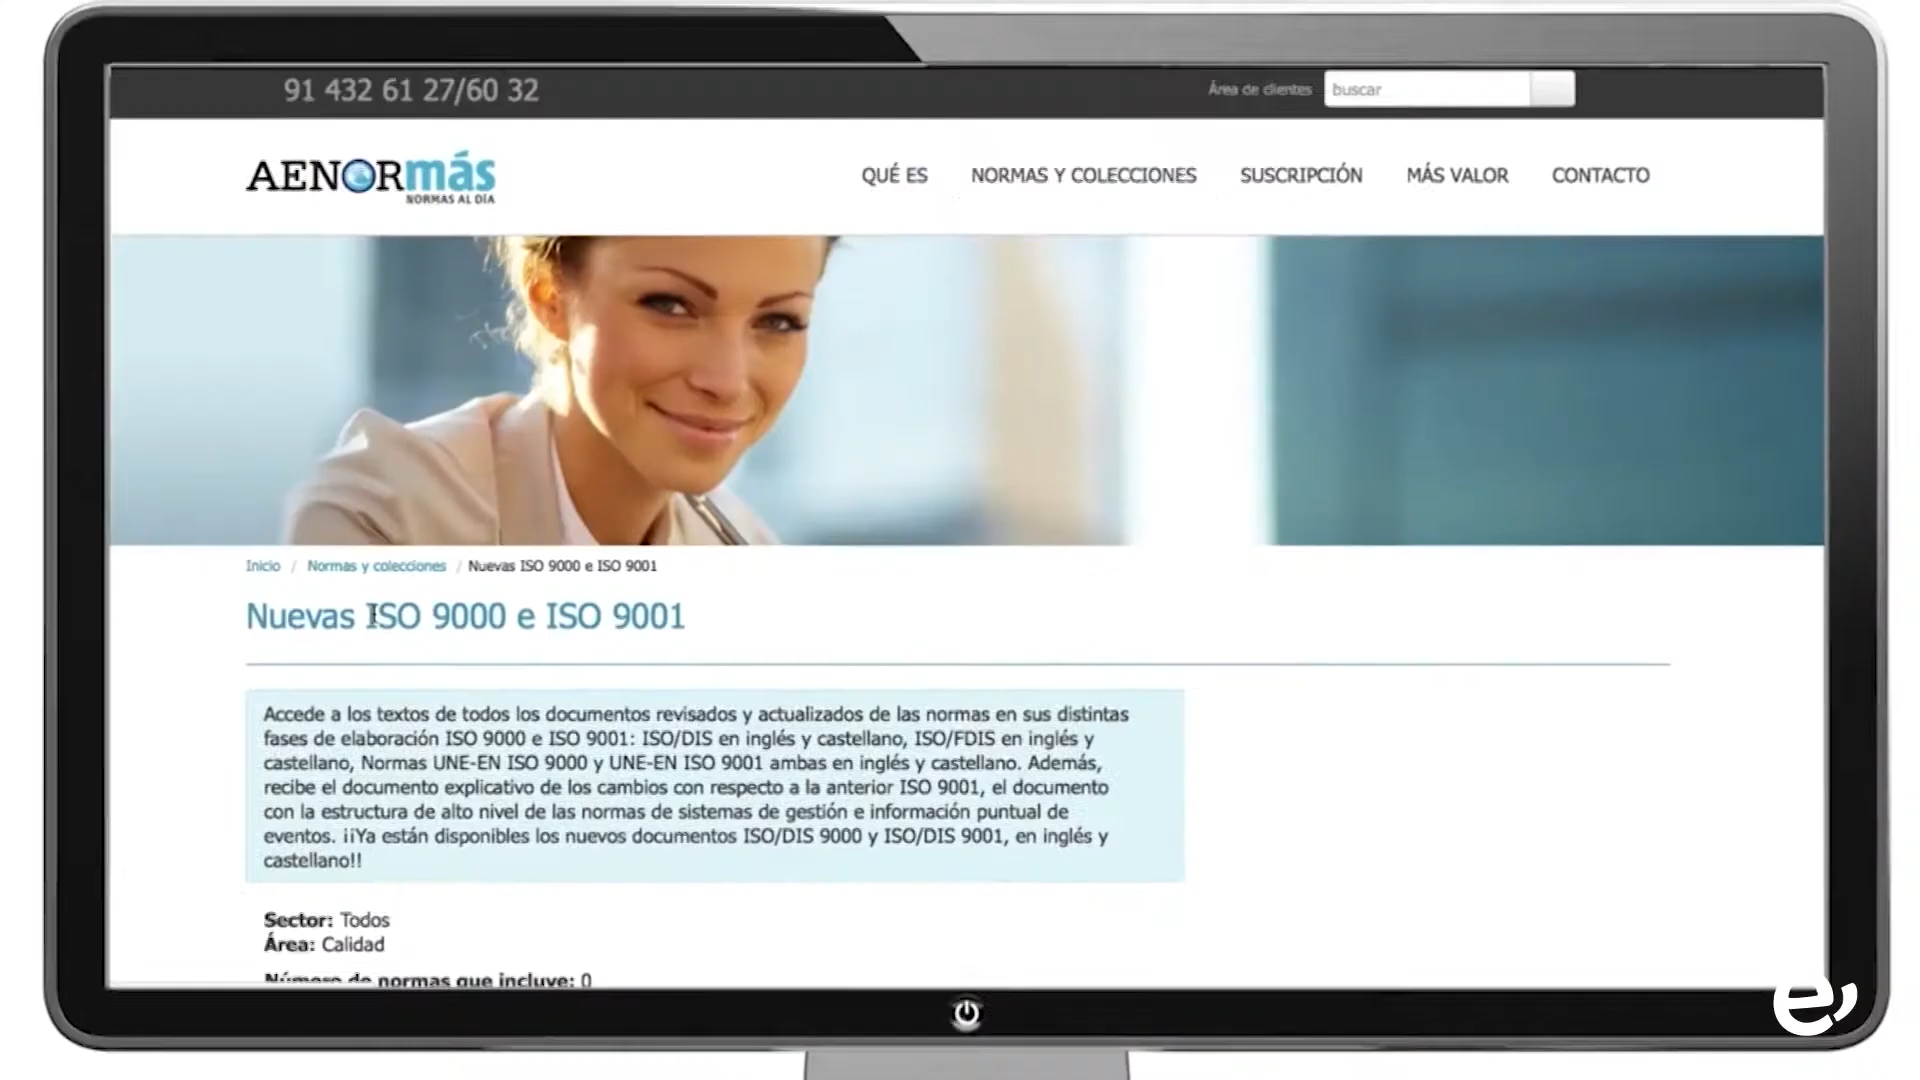 91 432 61 27/60 32
Área de clientes
buscar
AENORmás
NORMAS AL DÍA
QUÉ ES
NORMAS Y COLECCIONES
SUSCRIPCIÓN
MÁS VALOR
CONTACTO
Inicio / Normas y colecciones / Nuevas ISO 9000 e ISO 9001
Nuevas ISO 9000 e ISO 9001
Accede a los textos de todos los documentos revisados y actualizados de las normas en sus distintas
fases de elaboración ISO 9000 e ISO 9001: ISO/DIS en inglés y castellano, ISO/FDIS en inglés y
castellano, Normas UNE-EN ISO 9000 y UNE-EN ISO 9001 ambas en inglés y castellano. Además,
recibe el documento explicativo de los cambios con respecto a la anterior ISO 9001, el documento
con la estructura de alto nivel de las normas de sistemas de gestión e información puntual de
eventos. ¡¡Ya están disponibles los nuevos documentos ISO/DIS 9000 y ISO/DIS 9001, en inglés y
castellano!!
Sector: Todos
Área: Calidad
Número de normas que incluye: 0
e